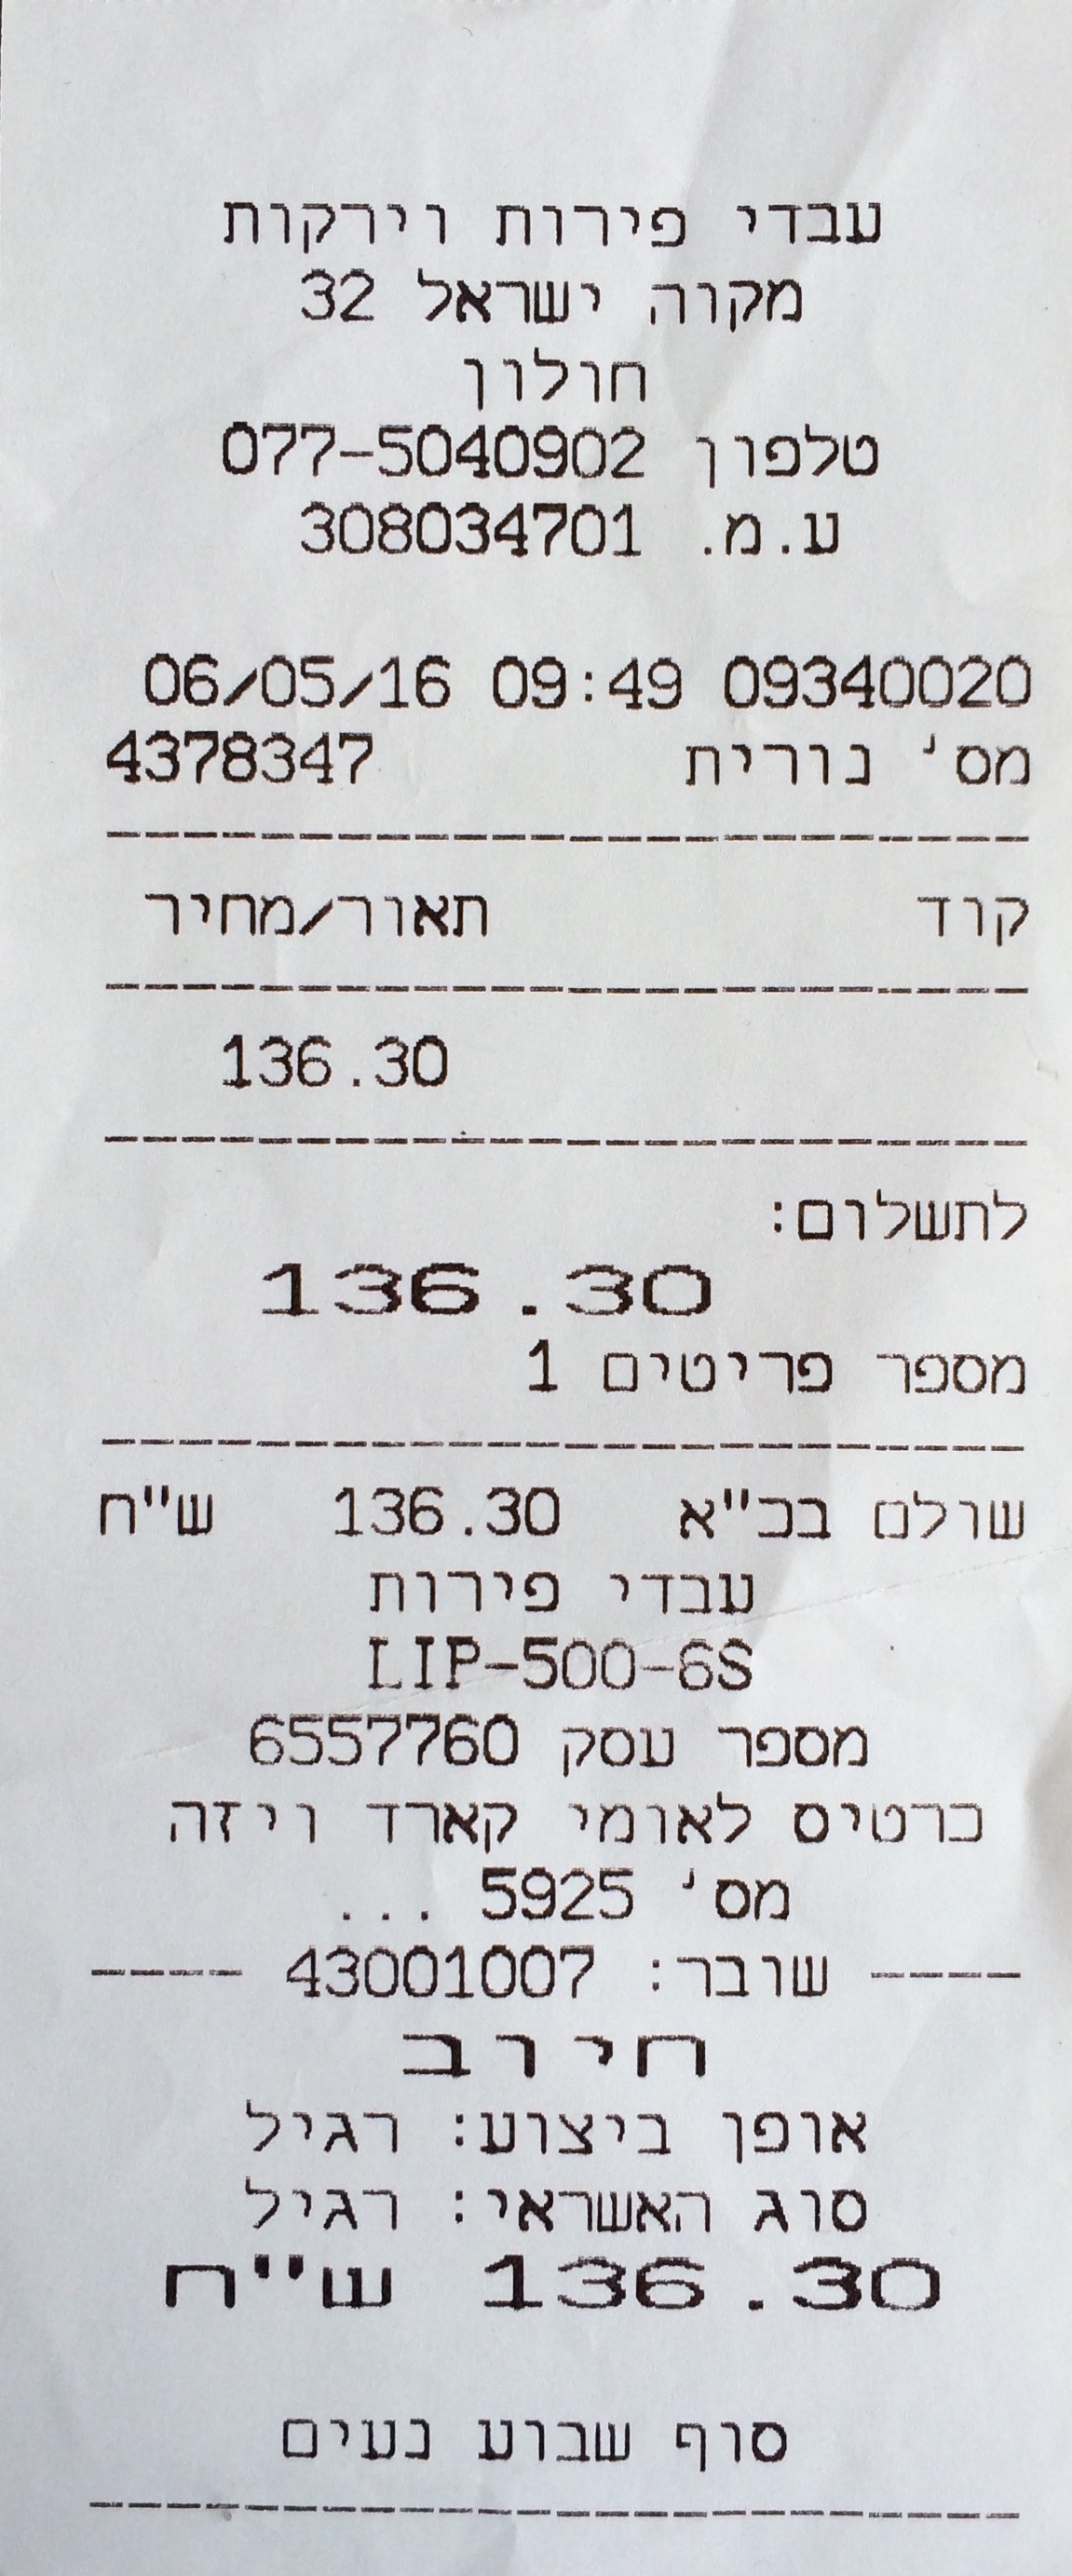 עבדי פירות וירקות
מקוה ישראל 32
חולון
טלפון 077-5040902
ע.מ. 308034701
06/05/16 09:49 09340020
מס' נורית 4378347
קוד תאור/מחיר
136.30
לתשלום:
136.30
מספר פריטים 1
שולם בכ"א 136.30 ש"ח
עבדי פירות
LIP-500-6S
מספר עסק 6557760
כרטיס לאומי קארד ויזה
מס' 5925 ...
---- שובר: 43001007 ----
חירב
אופן ביצוע: רגיל
סוג האשראי: רגיל
136.30 ש"ח
סוף שבוע נעים